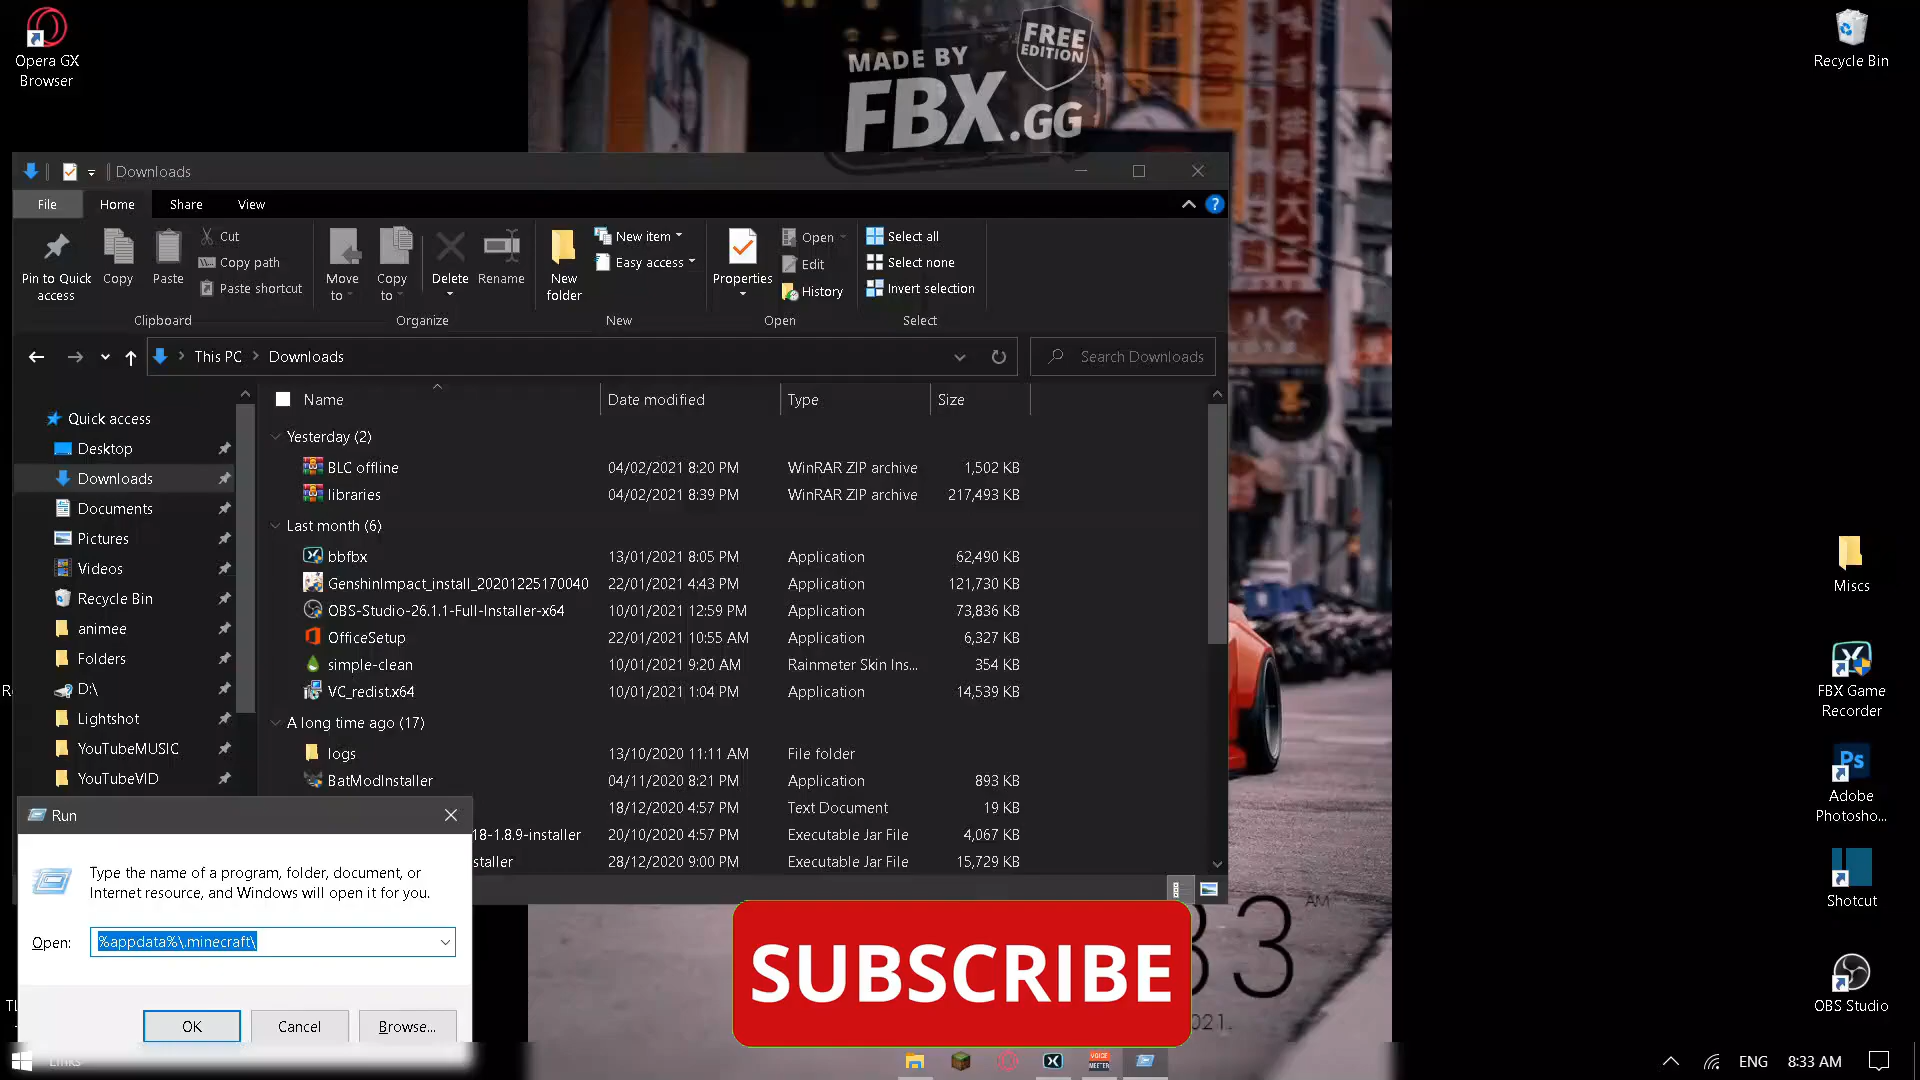 Opera GX
Browser
MADE BY
FBX.GG
FREE
EDITION
Recycle Bin
Downloads
File
Home
Share
View
Pin to Quick
access
Copy
Paste
Cut
Copy path
Paste shortcut
Move
to
Copy
to
Delete
Rename
New
folder
New item
Easy access
Properties
Open
Edit
History
Select all
Select none
Invert selection
Clipboard
Organize
New
Open
Select
This PC
Downloads
Search Downloads
Name
Date modified
Type
Size
Quick access
Desktop
Downloads
Documents
Pictures
Videos
Recycle Bin
animee
Folders
D:\
Lightshot
YouTubeMUSIC
YouTubeVID
Yesterday (2)
BLC offline 04/02/2021 8:20 PM WinRAR ZIP archive 1,502 KB
libraries 04/02/2021 8:39 PM WinRAR ZIP archive 217,493 KB
Last month (6)
bbfbx 13/01/2021 8:05 PM Application 62,490 KB
GenshinImpact_install_20201225170040 22/01/2021 4:43 PM Application 121,730 KB
OBS-Studio-26.1.1-Full-Installer-x64 10/01/2021 12:59 PM Application 73,836 KB
OfficeSetup 22/01/2021 10:55 AM Application 6,327 KB
simple-clean 10/01/2021 9:20 AM Rainmeter Skin Ins... 354 KB
VC_redist.x64 10/01/2021 1:04 PM Application 14,539 KB
A long time ago (17)
logs 13/10/2020 11:11 AM File folder
BatModInstaller 04/11/2020 8:21 PM Application 893 KB
18/12/2020 4:57 PM Text Document 19 KB
18-1.8.9-installer 20/10/2020 4:57 PM Executable Jar File 4,067 KB
staller 28/12/2020 9:00 PM Executable Jar File 15,729 KB
Run
Type the name of a program, folder, document, or
Internet resource, and Windows will open it for you.
Open: %appdata%\.minecraft\
OK
Cancel
Browse...
SUBSCRIBE
AM
33
021.
Miscs
FBX Game
Recorder
Ps
Adobe
Photosho...
Shotcut
OBS Studio
Links
VOICE
MEETER
ENG
8:33 AM